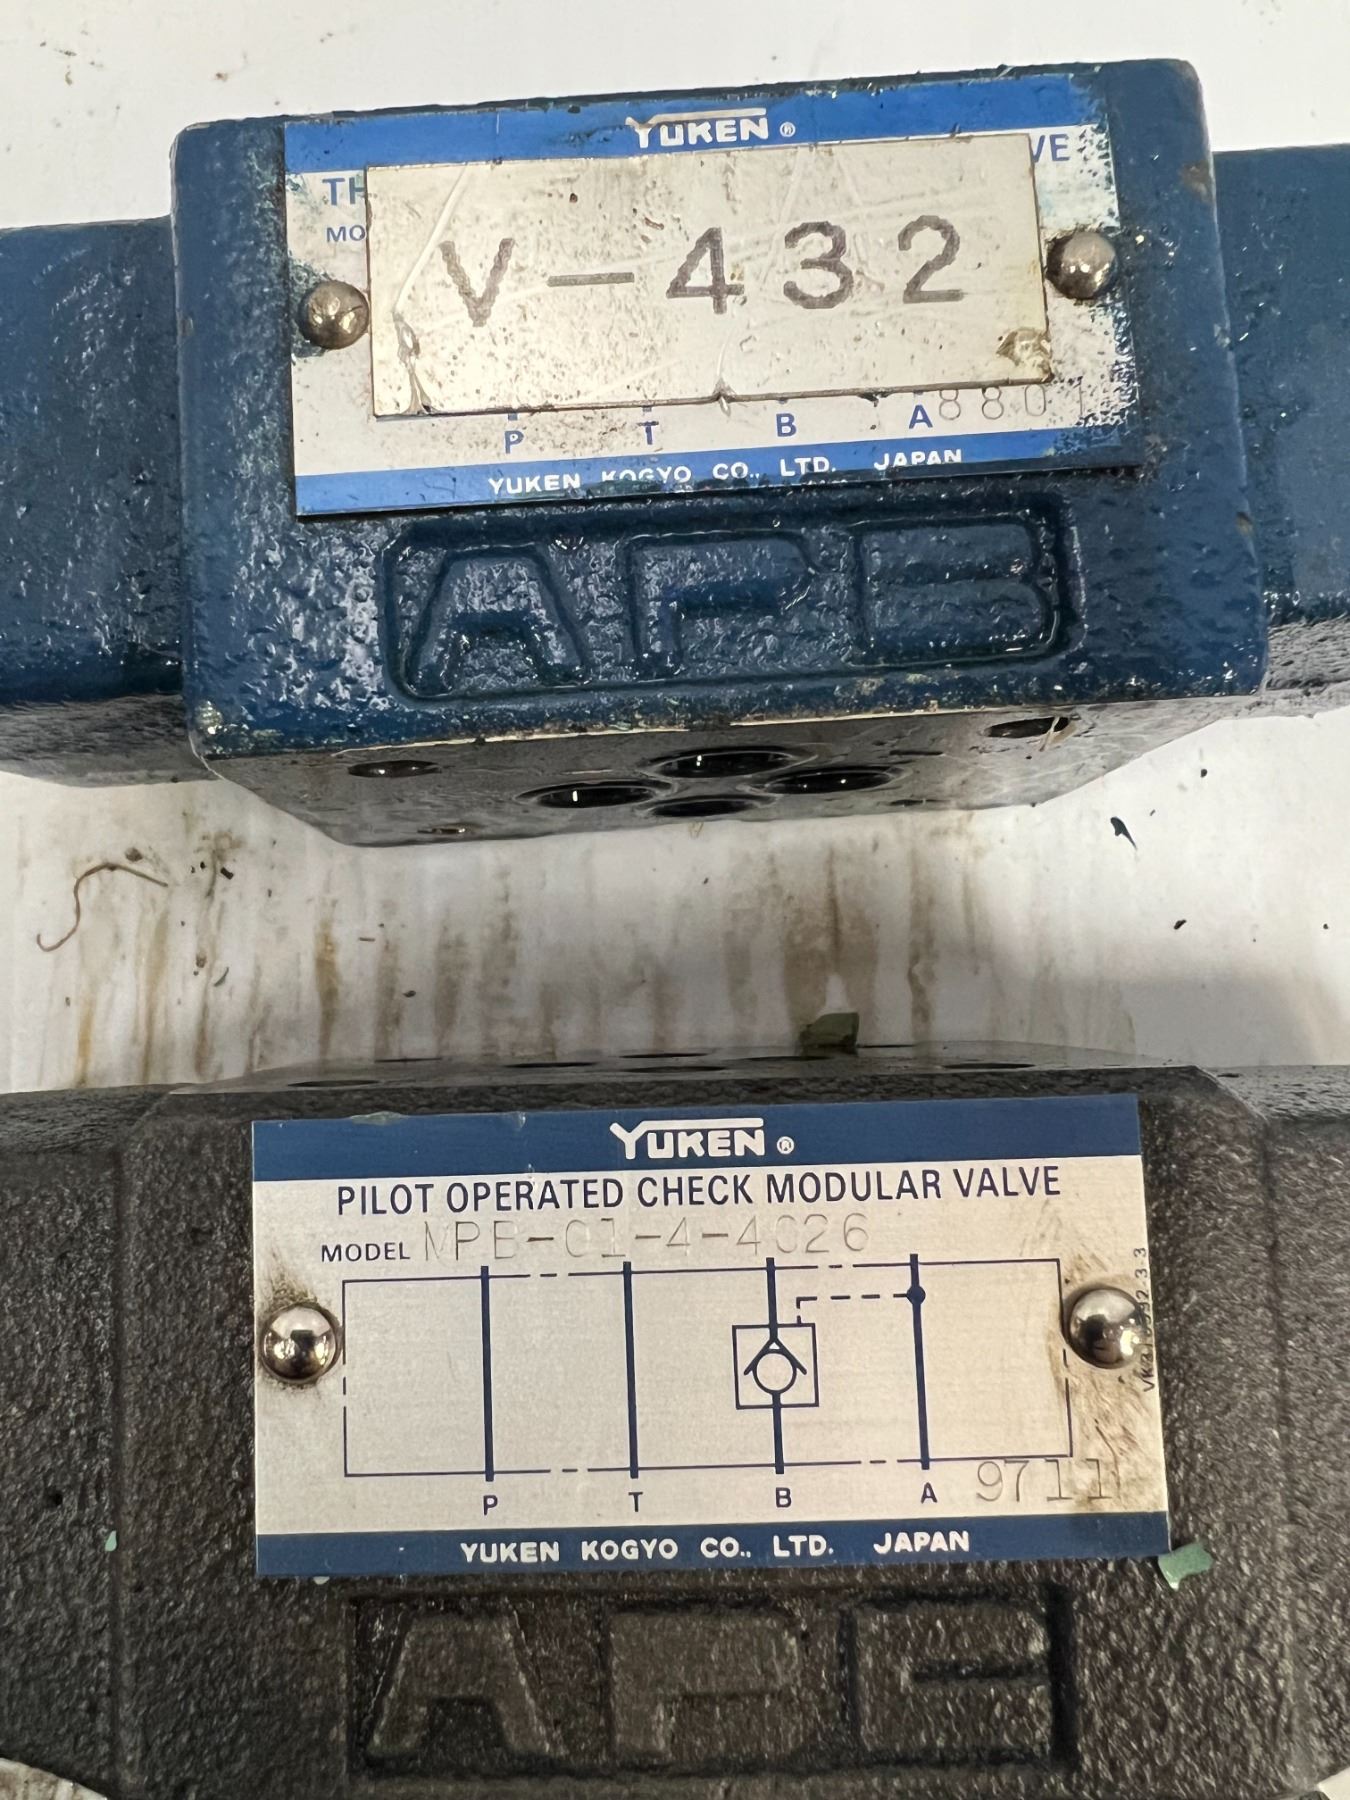 YUKEN ®
TH VE
MO
V-432
P T B A 8801
YUKEN KOGYO CO., LTD. JAPAN
APB
YUKEN ®
PILOT OPERATED CHECK MODULAR VALVE
MODEL MPB-01-4-4026
P T B A 9711
YUKEN KOGYO CO., LTD. JAPAN
APB